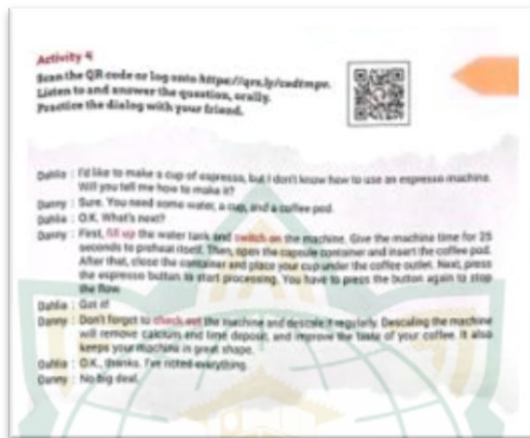 Activity 4
Scan the QR code or log onto
Listen to and answer the question, orally.
Practice the dialog with your friend.
Dahlia : I'd like to make a cup of espresso, but I don't know how to use an espresso machine.
Will you tell me how to make it?
Danny : Sure. You need some water, a cup, and a coffee pod.
Dahlia : O.K. What's next?
Danny : First, fill up the water tank and switch on the machine. Give the machine time for 25
seconds to preheat itself. Then, open the capsule container and insert the coffee pod.
After that, close the container and place your cup under the coffee outlet. Next, press
the espresso button to start processing. You have to press the button again to stop
the flow.
Dahlia : Got it!
Danny : Don't forget to check out the machine and descale it regularly. Descaling the machine
will remove calcium and lime deposit, and improve the taste of your coffee. It also
keeps your machine in great shape.
Dahlia : O.K., thanks. I've noted everything.
Danny : No big deal.